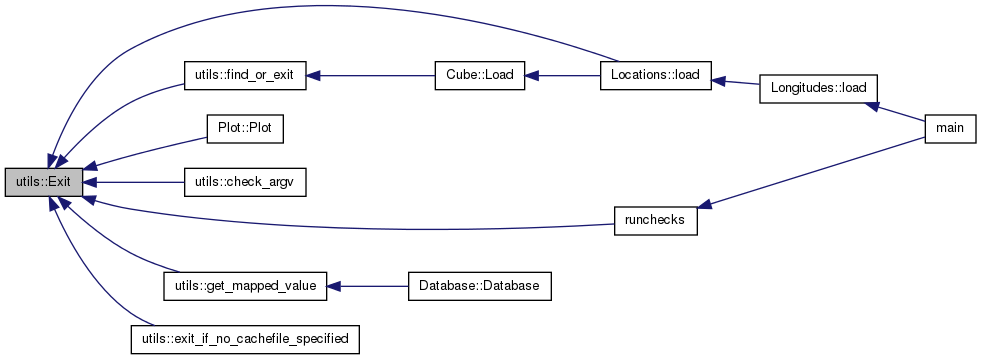 utils::find_or_exit
Cube::Load
Locations::load
Longitudes::load
Plot::Plot
main
utils::Exit
utils::check_argv
runchecks
utils::get_mapped_value
Database::Database
utils::exit_if_no_cachefile_specified